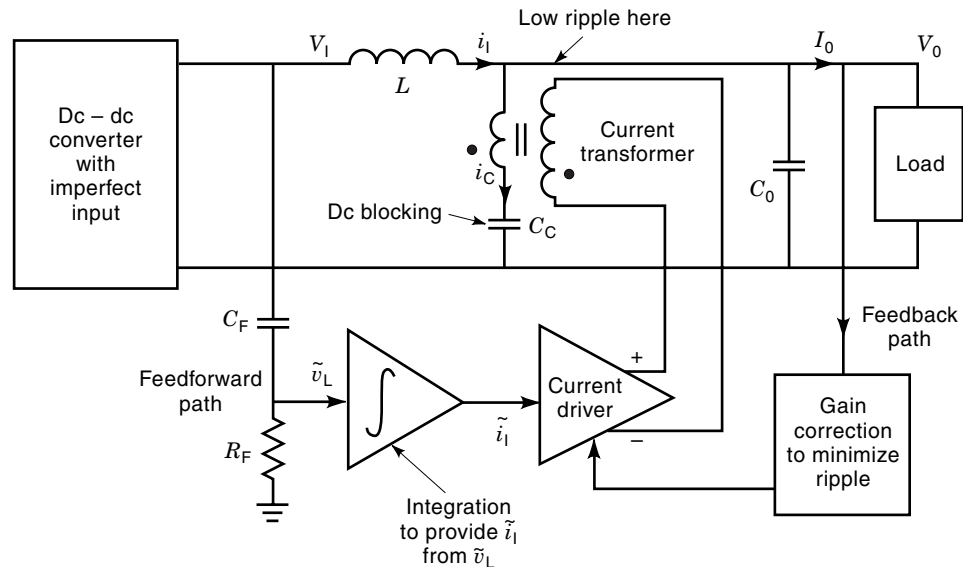 Low ripple here
V_I
i_I
I_0
V_0
L
Dc – dc
converter
with
imperfect
input
Current
transformer
Load
i_C
C_0
Dc blocking
C_C
C_F
Feedback
path
Feedforward
path
ṽ_L
+
Current
driver
–
ĩ_I
Gain
correction
to minimize
ripple
R_F
Integration
to provide ĩ_I
from ṽ_L